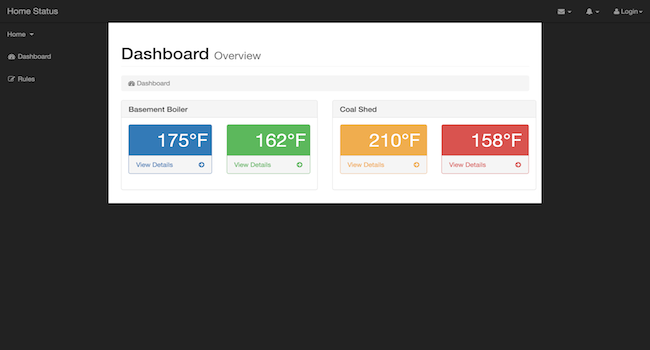 Home Status
Login
Home
Dashboard
Rules
Dashboard Overview
Dashboard
Basement Boiler
175°F
View Details
162°F
View Details
Coal Shed
210°F
View Details
158°F
View Details